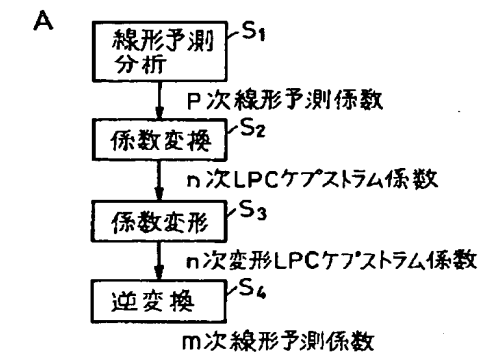 A
線形予測
分析
S1
P次線形予測係数
係数変換
S2
n次LPCケプストラム係数
係数変形
S3
n次変形LPCケプストラム係数
逆変換
S4
m次線形予測係数